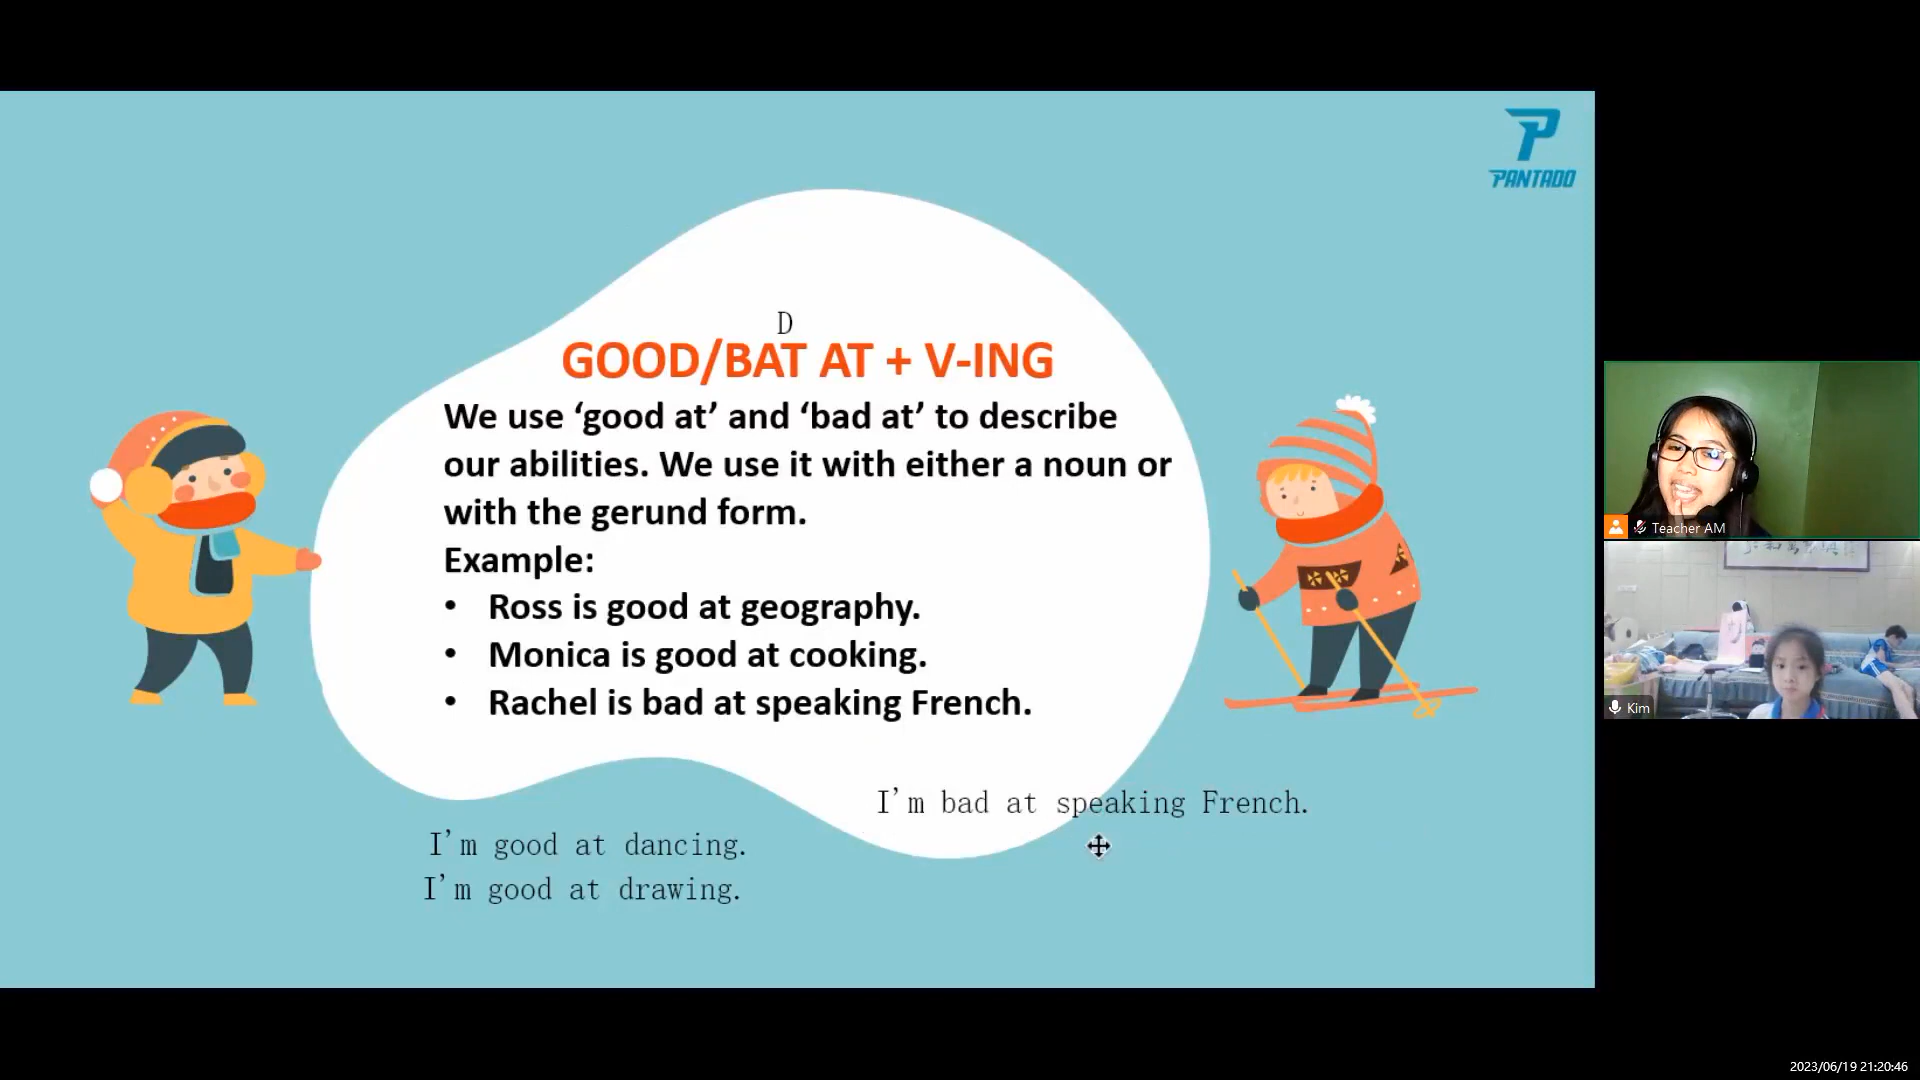 PANTADO
D
GOOD/BAT AT + V-ING
We use ‘good at’ and ‘bad at’ to describe
our abilities. We use it with either a noun or
with the gerund form.
Example:
• Ross is good at geography.
• Monica is good at cooking.
• Rachel is bad at speaking French.
I'm bad at speaking French.
I'm good at dancing.
I'm good at drawing.
Teacher AM
Kim
2023/06/19 21:20:46